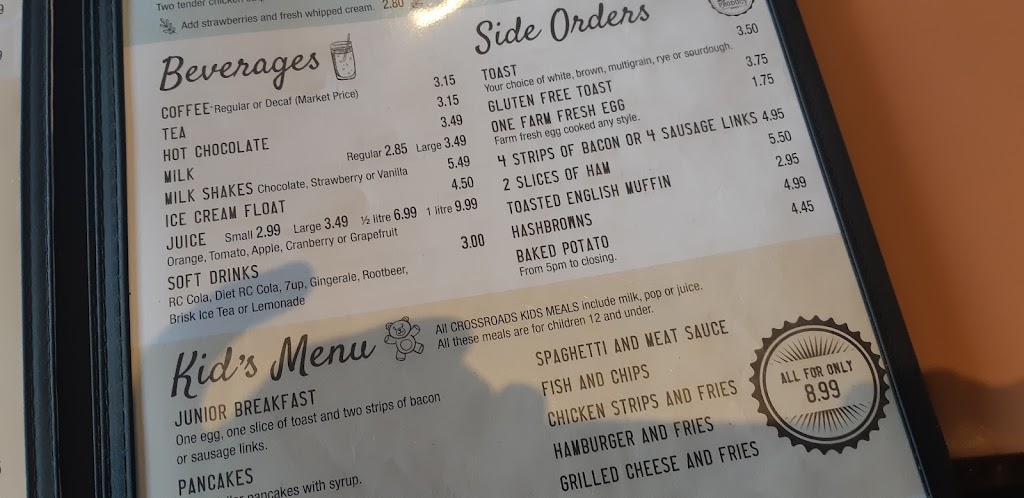 Two tender chicken
Add strawberries and fresh whipped cream. 2.80
Beverages
COFFEE-Regular or Decaf (Market Price) 3.15
TEA 3.15
HOT CHOCOLATE 3.49
MILK Regular 2.85 Large 3.49
MILK SHAKES Chocolate, Strawberry or Vanilla 5.49
ICE CREAM FLOAT 4.50
JUICE Small 2.99 Large 3.49 ½ litre 6.99 1 litre 9.99
Orange, Tomato, Apple, Cranberry or Grapefruit
SOFT DRINKS 3.00
RC Cola, Diet RC Cola, 7up, Gingerale, Rootbeer,
Brisk Ice Tea or Lemonade
Side Orders
PRODUCT
TOAST 3.50
Your choice of white, brown, multigrain, rye or sourdough.
GLUTEN FREE TOAST 3.75
ONE FARM FRESH EGG 1.75
Farm fresh egg cooked any style.
4 STRIPS OF BACON OR 4 SAUSAGE LINKS 4.95
2 SLICES OF HAM 5.50
TOASTED ENGLISH MUFFIN 2.95
HASHBROWNS 4.99
BAKED POTATO 4.45
From 5pm to closing.
Kid's Menu
All CROSSROADS KIDS MEALS include milk, pop or juice.
All these meals are for children 12 and under.
JUNIOR BREAKFAST
One egg, one slice of toast and two strips of bacon
or sausage links.
PANCAKES
pancakes with syrup.
SPAGHETTI AND MEAT SAUCE
FISH AND CHIPS
CHICKEN STRIPS AND FRIES
HAMBURGER AND FRIES
GRILLED CHEESE AND FRIES
ALL FOR ONLY
8.99